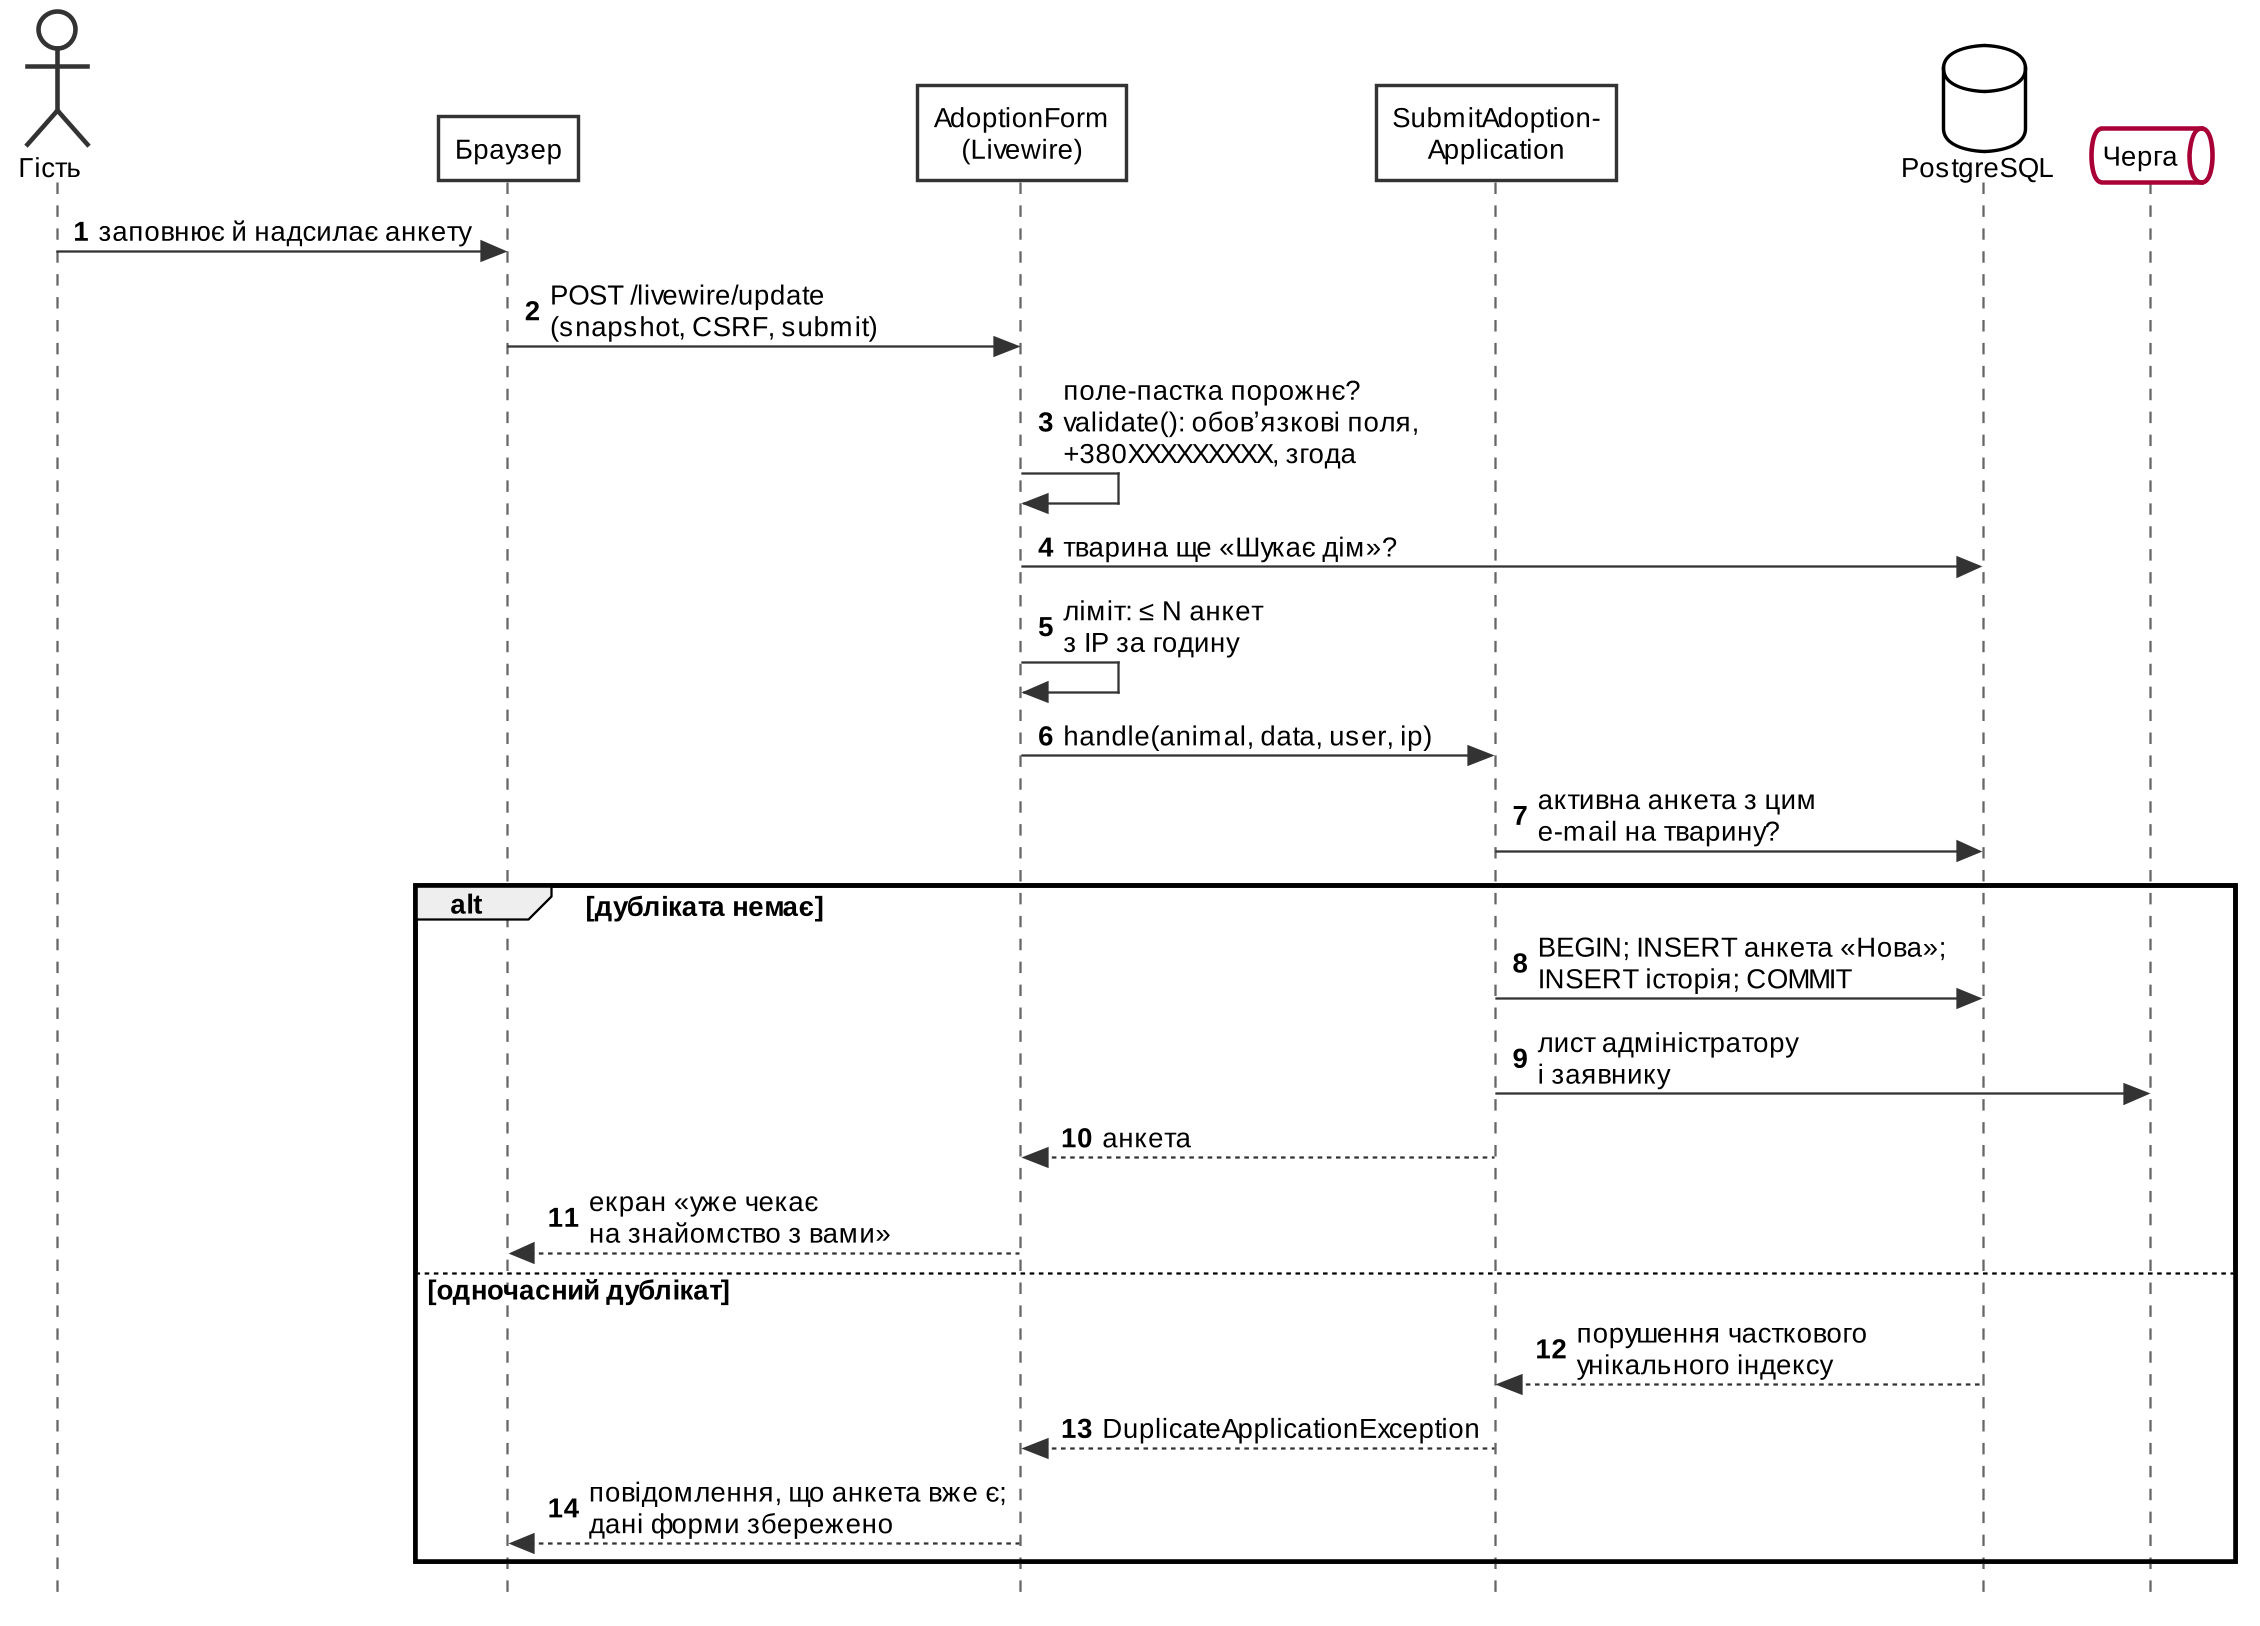 Гість
Браузер
AdoptionForm
(Livewire)
SubmitAdoption-
Application
PostgreSQL
Черга
1 заповнює й надсилає анкету
2 POST /livewire/update
(snapshot, CSRF, submit)
3 поле-пастка порожнє?
validate(): обов’язкові поля,
+380XXXXXXXXX, згода
4 тварина ще «Шукає дім»?
5 ліміт: ≤ N анкет
з IP за годину
6 handle(animal, data, user, ip)
7 активна анкета з цим
e-mail на тварину?
alt [дубліката немає]
8 BEGIN; INSERT анкета «Нова»;
INSERT історія; COMMIT
9 лист адміністратору
і заявнику
10 анкета
11 екран «уже чекає
на знайомство з вами»
[одночасний дублікат]
12 порушення часткового
унікального індексу
13 DuplicateApplicationException
14 повідомлення, що анкета вже є;
дані форми збережено